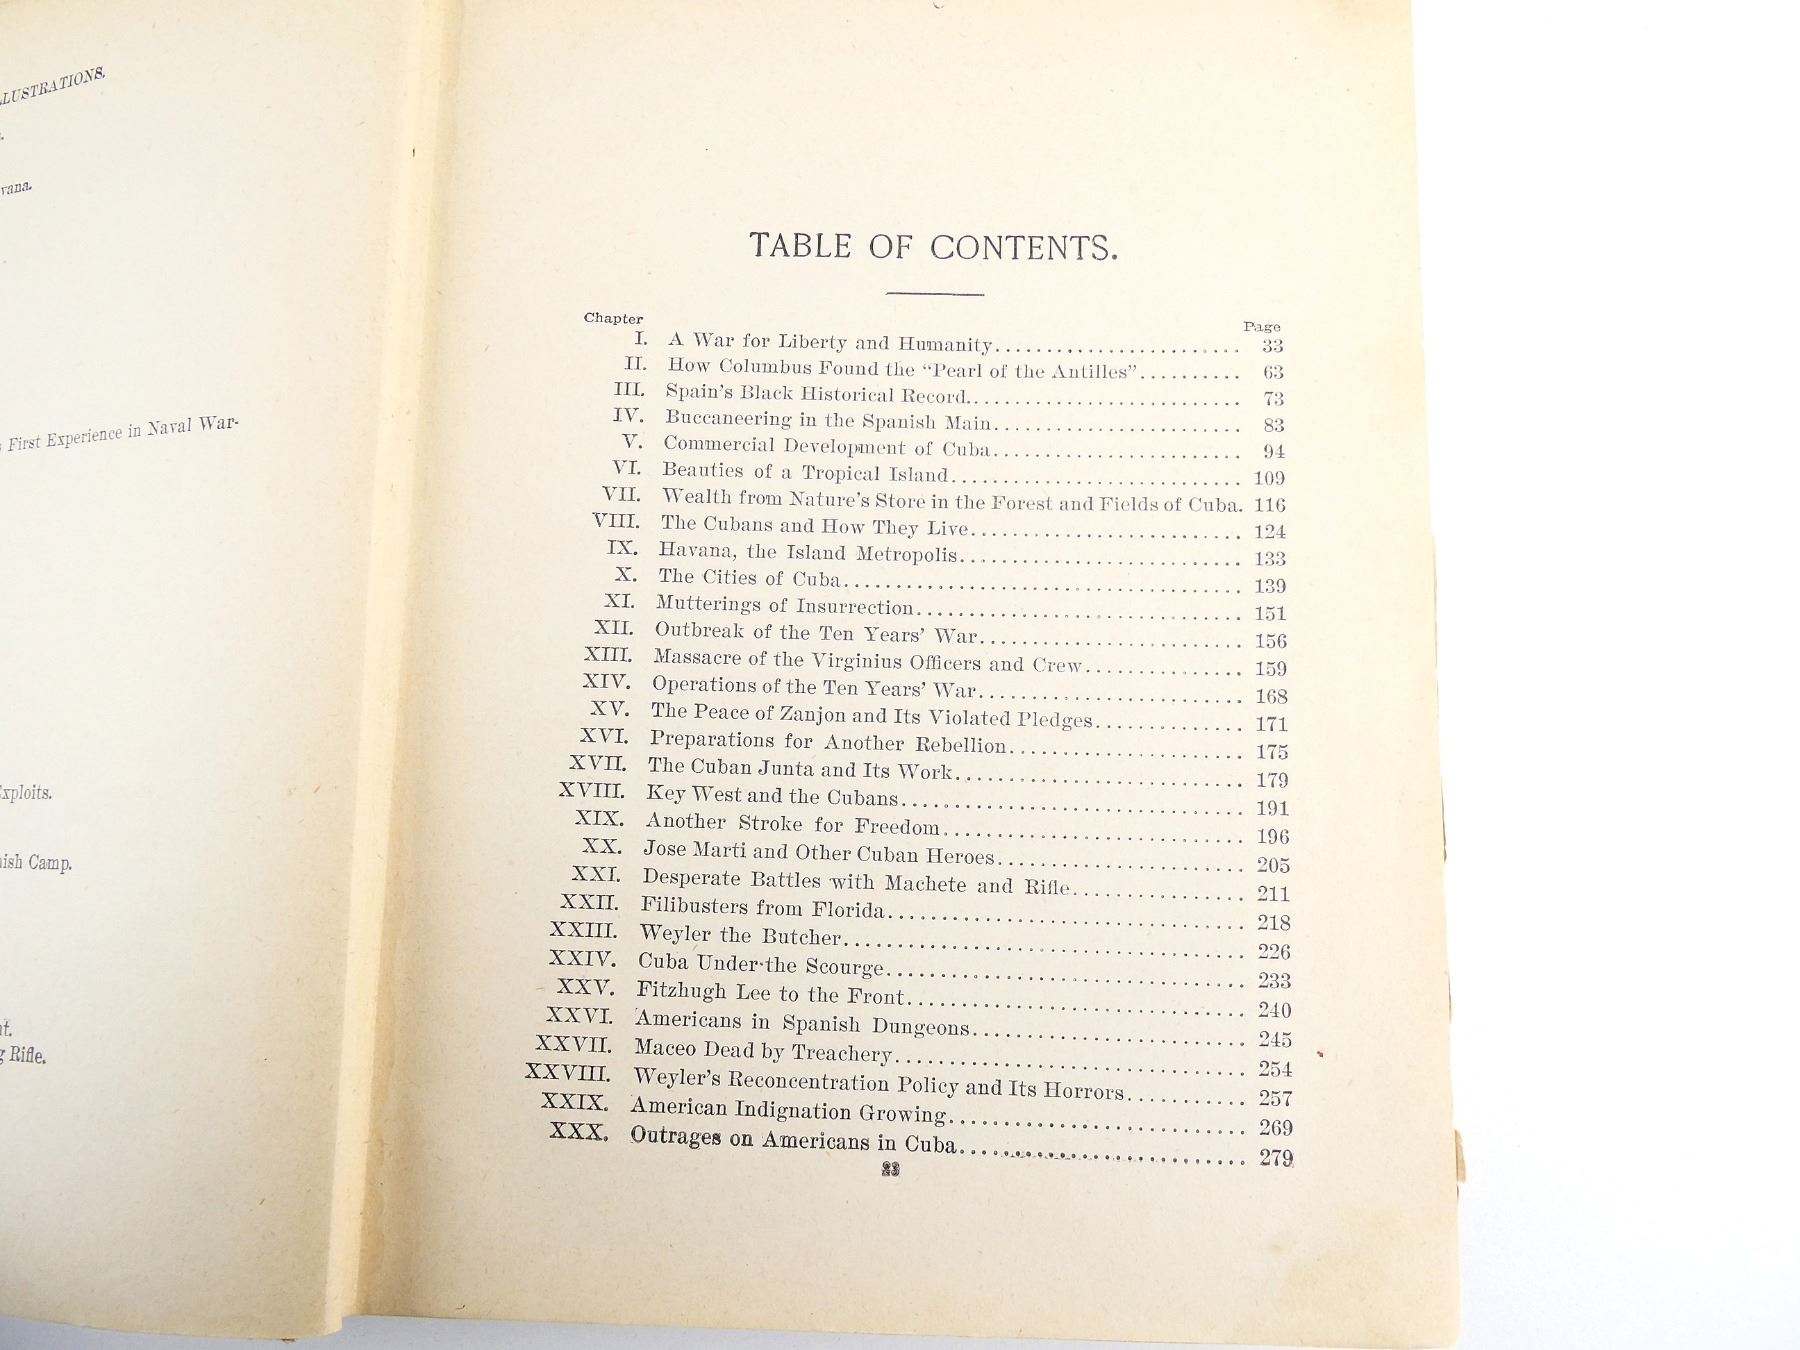 LLUSTRATIONS.
vana.
First Experience in Naval War-
Exploits.
nish Camp.
Rifle.
TABLE OF CONTENTS.
Chapter Page
I. A War for Liberty and Humanity........................ 33
II. How Columbus Found the "Pearl of the Antilles".......... 63
III. Spain's Black Historical Record.......................... 73
IV. Buccaneering in the Spanish Main........................ 83
V. Commercial Development of Cuba........................ 94
VI. Beauties of a Tropical Island............................ 109
VII. Wealth from Nature's Store in the Forest and Fields of Cuba. 116
VIII. The Cubans and How They Live.......................... 124
IX. Havana, the Island Metropolis........................... 133
X. The Cities of Cuba....................................... 139
XI. Mutterings of Insurrection................................ 151
XII. Outbreak of the Ten Years' War.......................... 156
XIII. Massacre of the Virginius Officers and Crew............... 159
XIV. Operations of the Ten Years' War.......................... 168
XV. The Peace of Zanjon and Its Violated Pledges.............. 171
XVI. Preparations for Another Rebellion....................... 175
XVII. The Cuban Junta and Its Work............................ 179
XVIII. Key West and the Cubans................................. 191
XIX. Another Stroke for Freedom............................. 196
XX. Jose Marti and Other Cuban Heroes........................ 205
XXI. Desperate Battles with Machete and Rifle................. 211
XXII. Filibusters from Florida................................... 218
XXIII. Weyler the Butcher....................................... 226
XXIV. Cuba Under the Scourge................................... 233
XXV. Fitzhugh Lee to the Front................................. 240
XXVI. Americans in Spanish Dungeons........................... 245
XXVII. Maceo Dead by Treachery.................................. 254
XXVIII. Weyler's Reconcentration Policy and Its Horrors............ 257
XXIX. American Indignation Growing............................. 269
XXX. Outrages on Americans in Cuba............................ 279
23